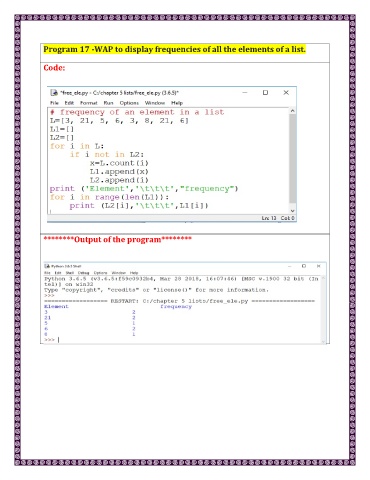 Program 17 -WAP to display frequencies of all the elements of a list.
Code:
*free_ele.py - C:/chapter 5 lists/free_ele.py (3.6.5)*
File Edit Format Run Options Window Help
# frequency of an element in a list
L=[3, 21, 5, 6, 3, 8, 21, 6]
L1=[]
L2=[]
for i in L:
if i not in L2:
x=L.count(i)
L1.append(x)
L2.append(i)
print ('Element','\t\t\t',"frequency")
for i in range(len(L1)):
print (L2[i],'\t\t\t',L1[i])
Ln: 13 Col: 0
********Output of the program********
Python 3.6.5 Shell
File Edit Shell Debug Options Window Help
Python 3.6.5 (v3.6.5:f59c0932b4, Mar 28 2018, 16:07:46) [MSC v.1900 32 bit (In
tel)] on win32
Type "copyright", "credits" or "license()" for more information.
>>>
================== RESTART: C:/chapter 5 lists/free_ele.py ==================
Element frequency
3 2
21 2
5 1
6 2
8 1
>>>